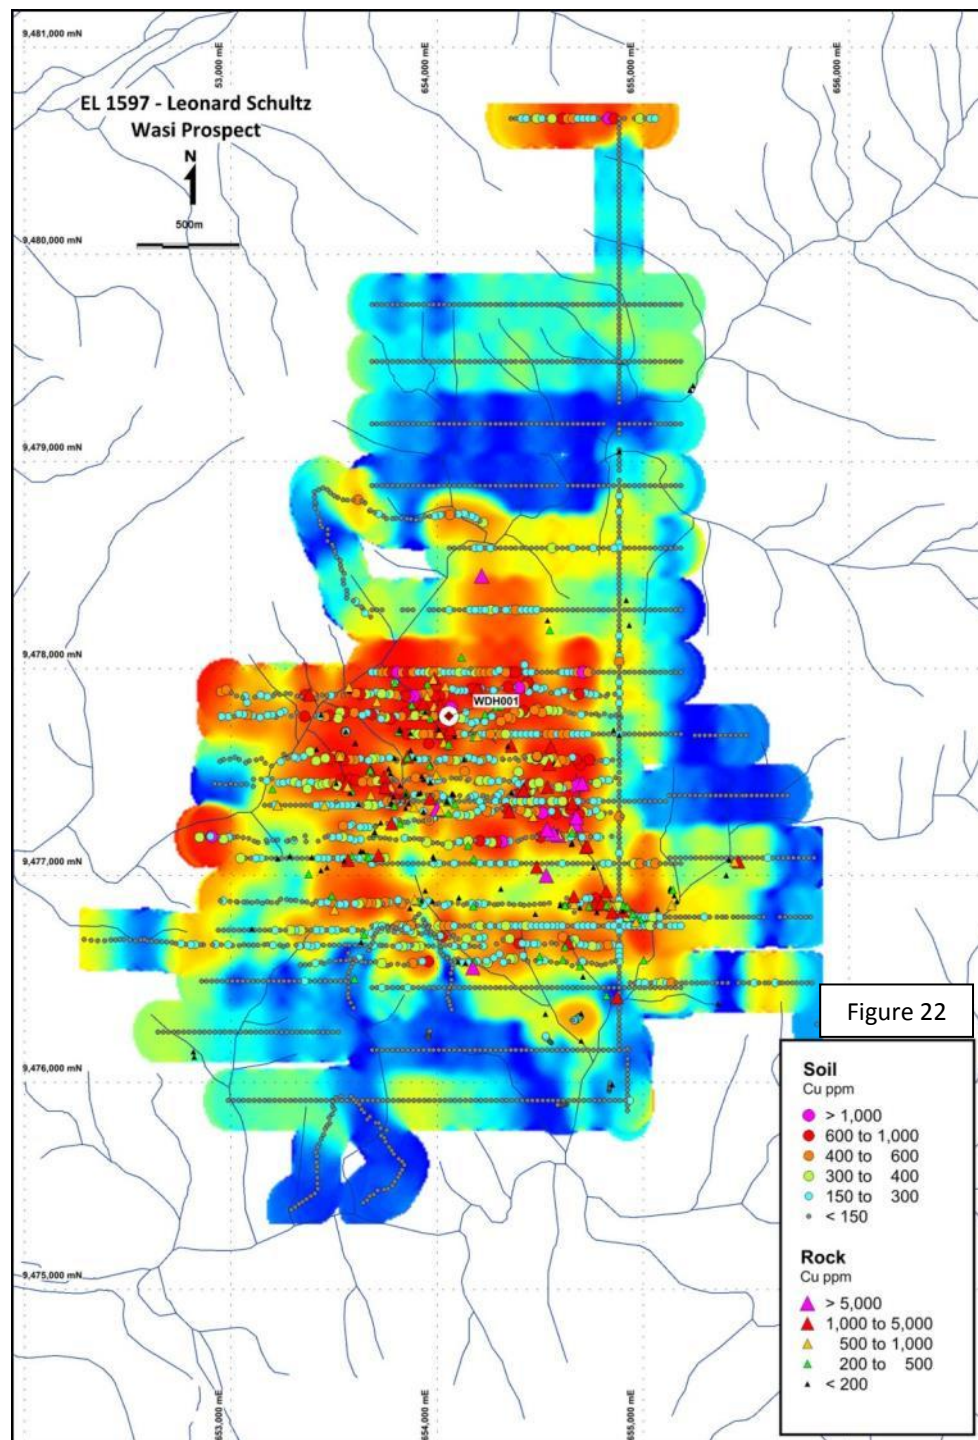 9,481,000 mN
53,000 mE
654,000 mE
655,000 mE
656,000 mE
EL 1597 - Leonard Schultz
Wasi Prospect
N
500m
9,480,000 mN
9,479,000 mN
9,478,000 mN
WDH001
9,477,000 mN
9,476,000 mN
9,475,000 mN
653,000 mE
654,000 mE
655,000 mE
Figure 22
Soil
Cu ppm
> 1,000
600 to 1,000
400 to 600
300 to 400
150 to 300
< 150
Rock
Cu ppm
> 5,000
1,000 to 5,000
500 to 1,000
200 to 500
< 200